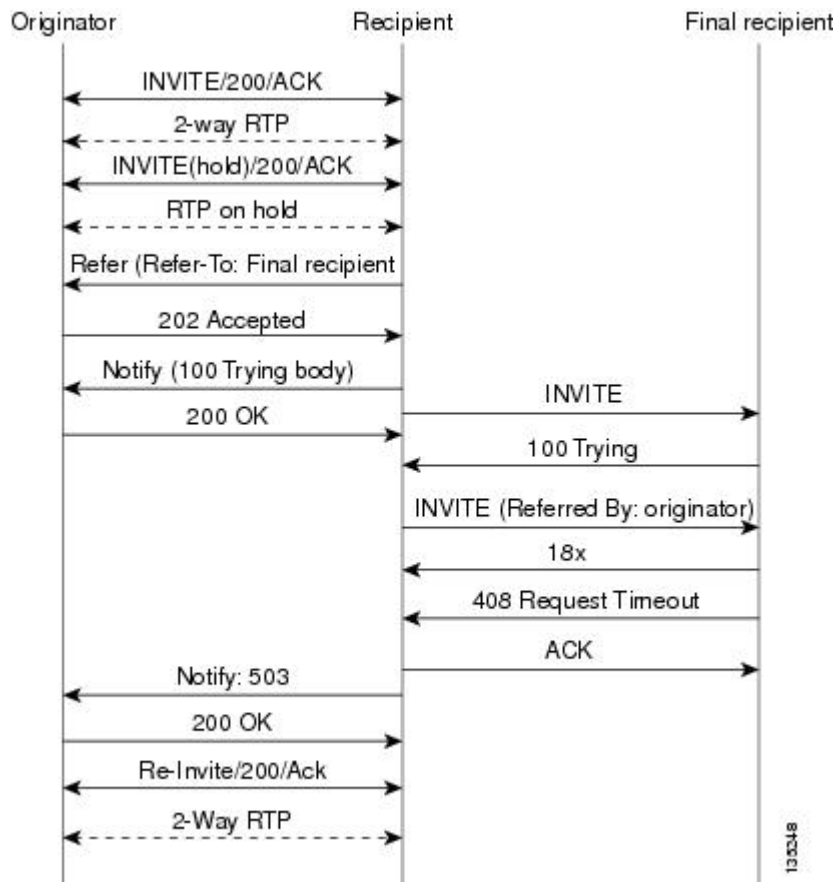 Originator Recipient Final recipient
INVITE/200/ACK
2-way RTP
INVITE(hold)/200/ACK
RTP on hold
Refer (Refer-To: Final recipient
202 Accepted
Notify (100 Trying body)
INVITE
200 OK
100 Trying
INVITE (Referred By: originator)
18x
408 Request Timeout
ACK
Notify: 503
200 OK
Re-Invite/200/Ack
2-Way RTP
135248